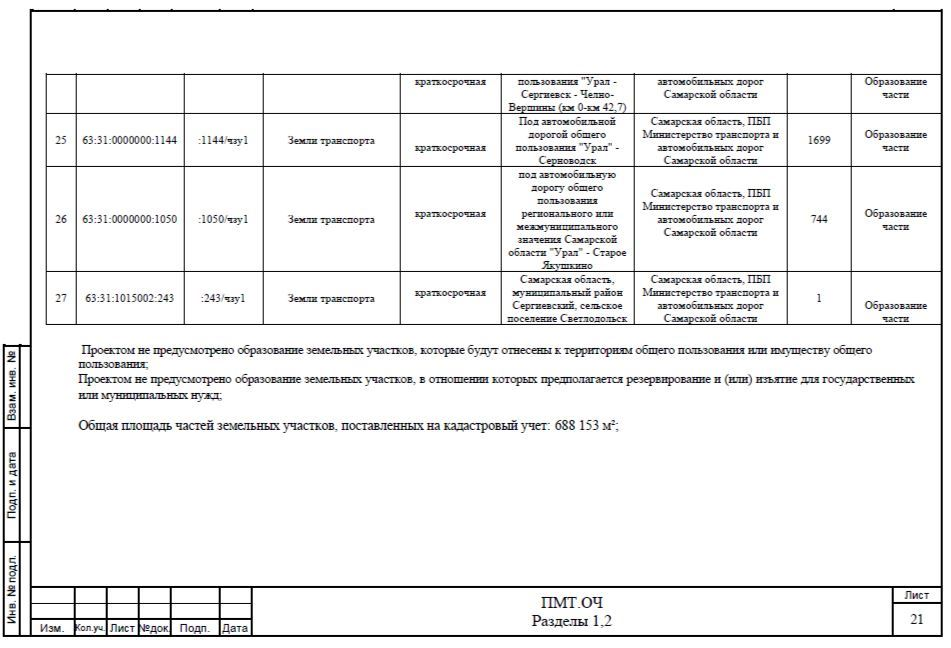 краткосрочная
пользования "Урал -
Сергиевск - Челно-
Вершины (км 0-км 42,7)
автомобильных дорог
Самарской области
Образование
части
25
63:31:0000000:1144
:1144/чзу1
Земли транспорта
краткосрочная
Под автомобильной
дорогой общего
пользования "Урал" -
Серноводск
Самарская область, ПБП
Министерство транспорта и
автомобильных дорог
Самарской области
1699
Образование
части
26
63:31:0000000:1050
:1050/чзу1
Земли транспорта
краткосрочная
под автомобильную
дорогу общего
пользования
регионального или
межмуниципального
значения Самарской
области "Урал" - Старое
Якушкино
Самарская область, ПБП
Министерство транспорта и
автомобильных дорог
Самарской области
744
Образование
части
27
63:31:1015002:243
:243/чзу1
Земли транспорта
краткосрочная
Самарская область,
муниципальный район
Сергиевский, сельское
поселение Светлодольск
Самарская область, ПБП
Министерство транспорта и
автомобильных дорог
Самарской области
1
Образование
части
Проектом не предусмотрено образование земельных участков, которые будут отнесены к территориям общего пользования или имуществу общего
пользования;
Проектом не предусмотрено образование земельных участков, в отношении которых предполагается резервирование и (или) изъятие для государственных
или муниципальных нужд;
Общая площадь частей земельных участков, поставленных на кадастровый учет: 688 153 м²;
Взам. инв. №
Подп. и дата
Инв. № подл.
Изм.
Кол.уч.
Лист
№док.
Подп.
Дата
ПМТ.ОЧ
Разделы 1,2
Лист
21